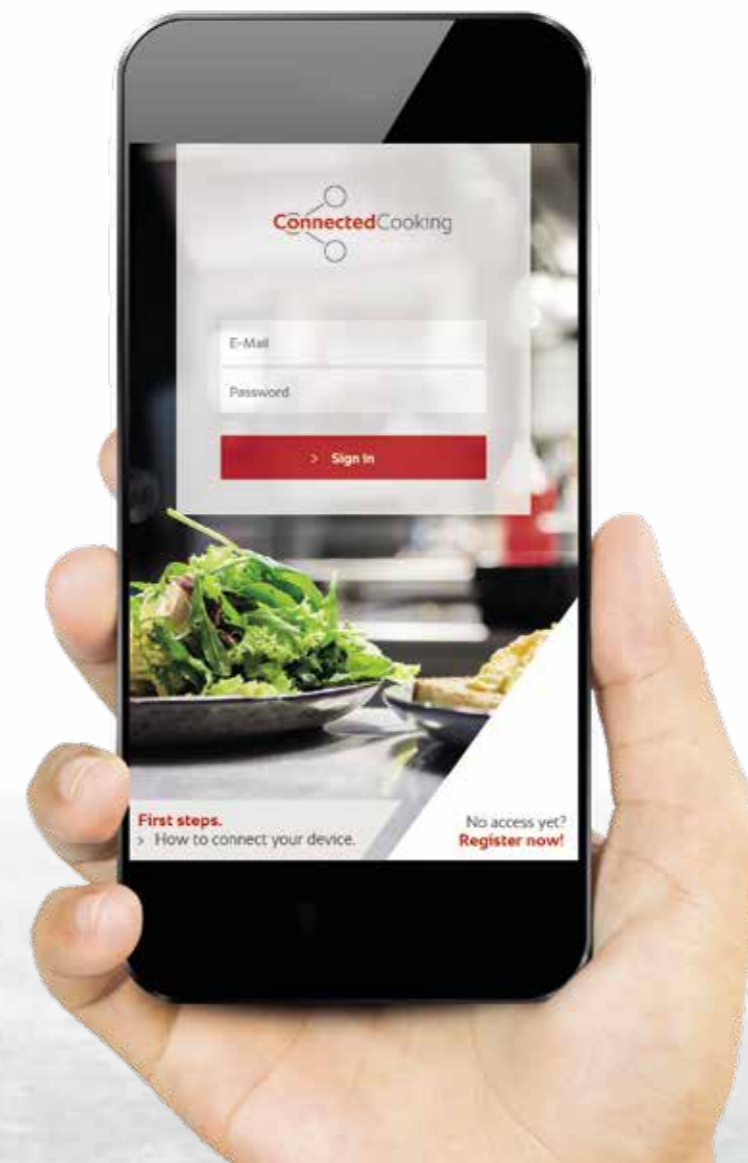 ConnectedCooking
E-Mail
Password
> Sign in
First steps.
> How to connect your device.
No access yet?
Register now!